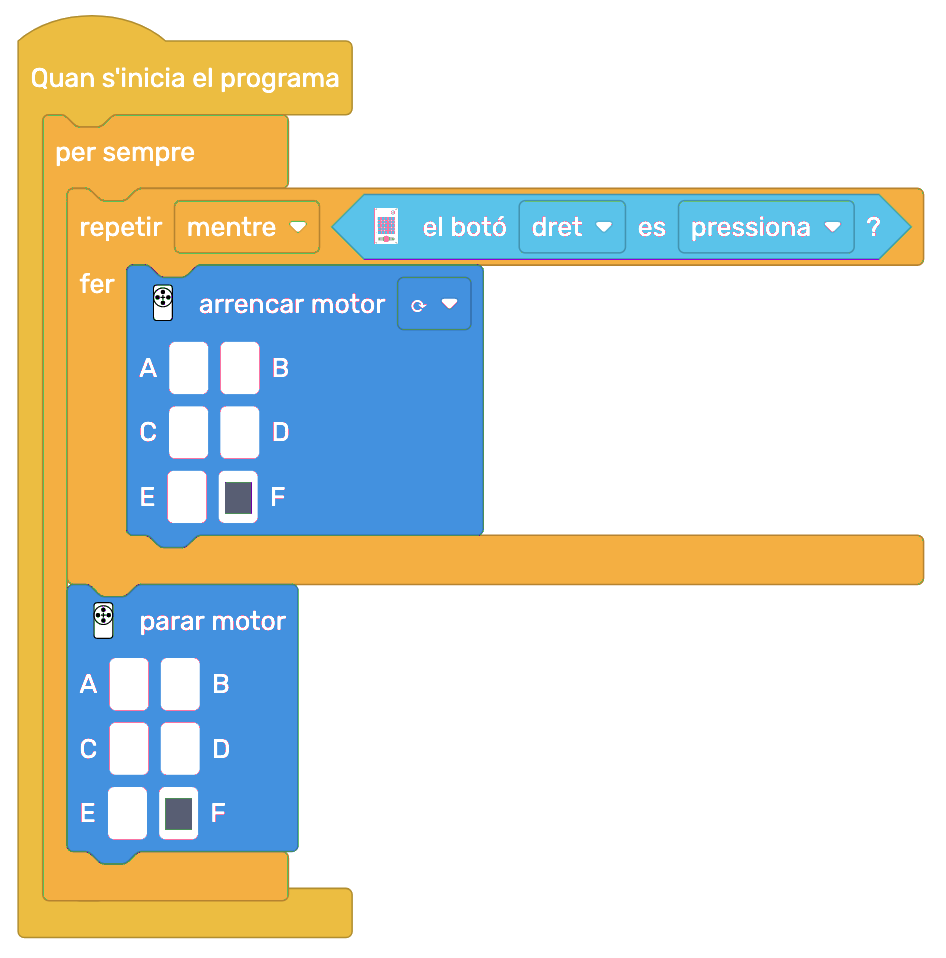 Quan s'inicia el programa
per sempre
repetir mentre el botó dret es pressiona ?
fer
arrencar motor
A B
C D
E F
parar motor
A B
C D
E F